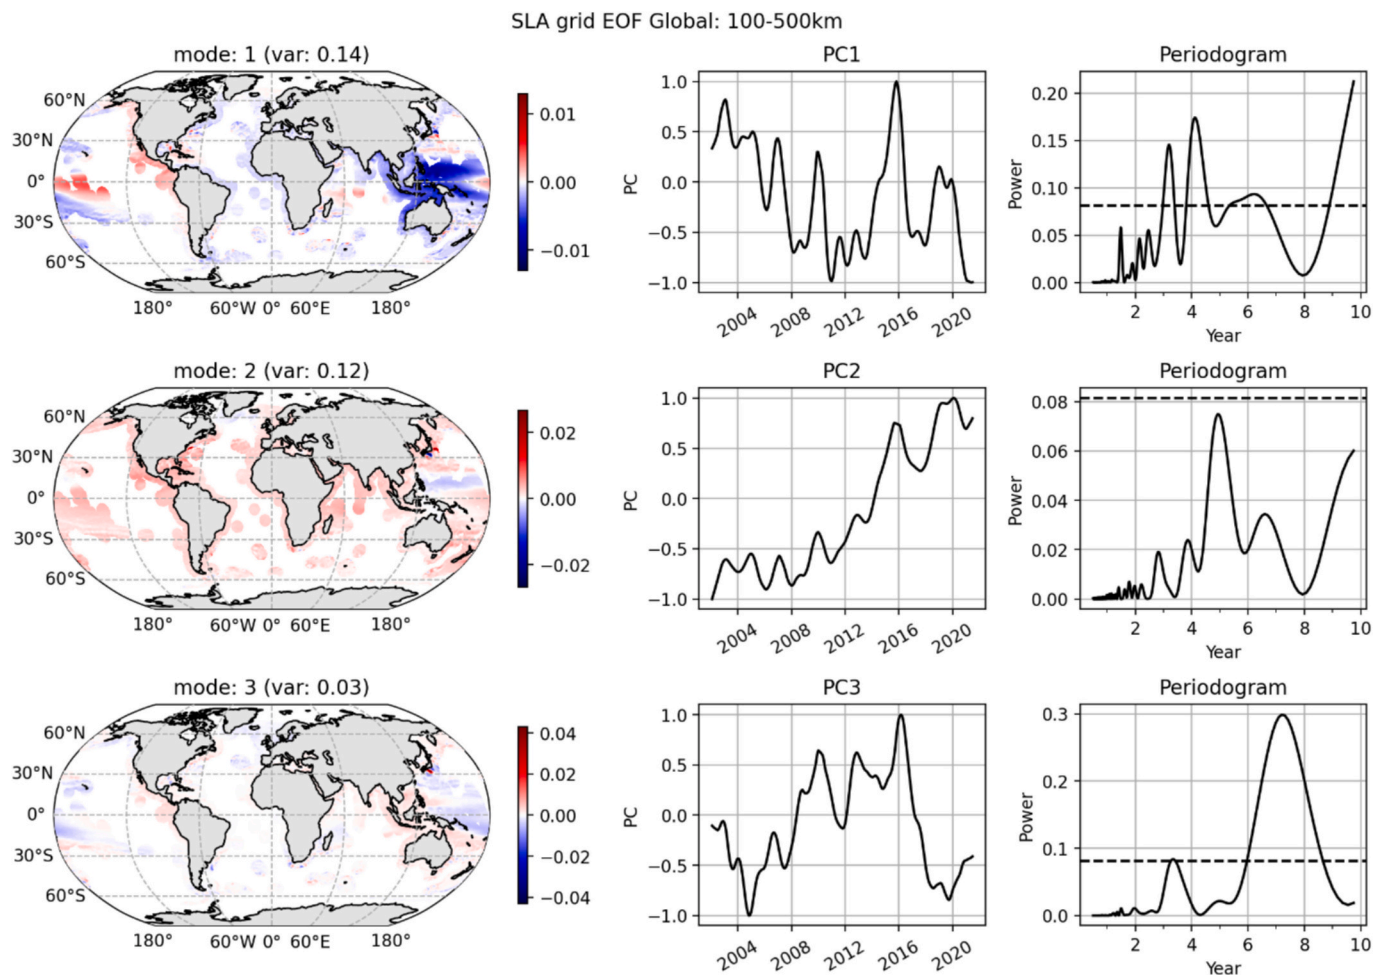 SLA grid EOF Global: 100-500km
mode: 1 (var: 0.14)
60°N
30°N
0°
30°S
60°S
180°
60°W
0°
60°E
180°
0.01
0.00
−0.01
PC1
PC
1.0
0.5
0.0
−0.5
−1.0
2004
2008
2012
2016
2020
Periodogram
Power
0.20
0.15
0.10
0.05
0.00
2
4
6
8
10
Year
mode: 2 (var: 0.12)
60°N
30°N
0°
30°S
60°S
180°
60°W
0°
60°E
180°
0.02
0.00
−0.02
PC2
PC
1.0
0.5
0.0
−0.5
−1.0
2004
2008
2012
2016
2020
Periodogram
Power
0.08
0.06
0.04
0.02
0.00
2
4
6
8
10
Year
mode: 3 (var: 0.03)
60°N
30°N
0°
30°S
60°S
180°
60°W
0°
60°E
180°
0.04
0.02
0.00
−0.02
−0.04
PC3
PC
1.0
0.5
0.0
−0.5
−1.0
2004
2008
2012
2016
2020
Periodogram
Power
0.3
0.2
0.1
0.0
2
4
6
8
10
Year